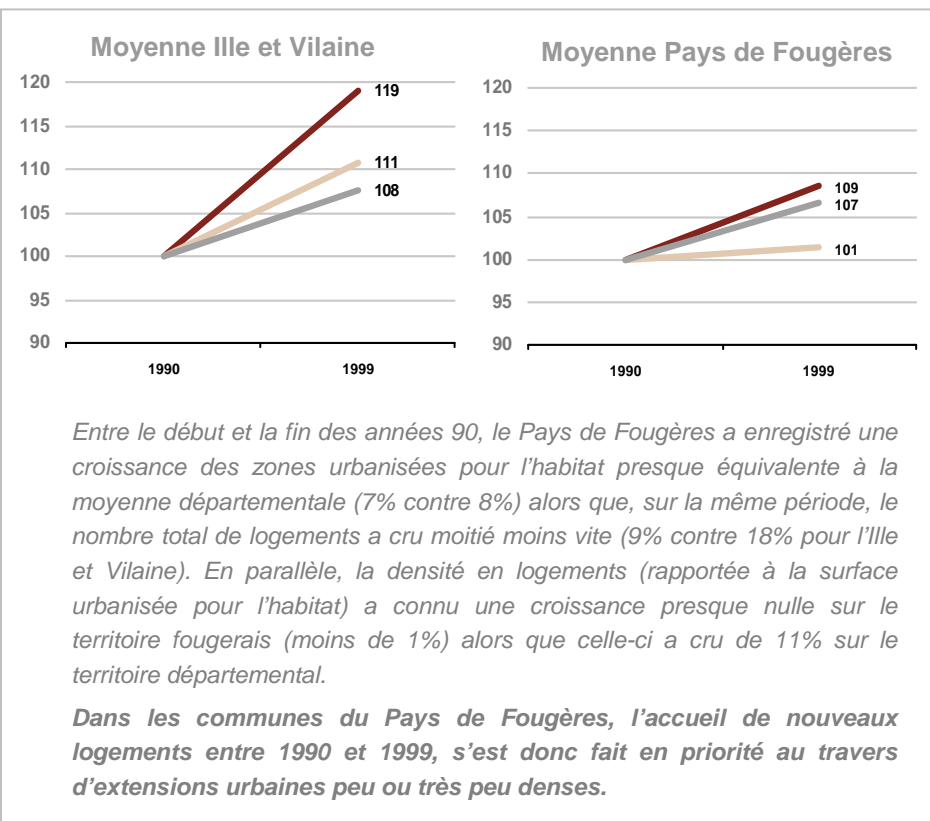 Moyenne Ille et Vilaine
120
115
110
105
100
95
90
119
111
108
1990
1999
Moyenne Pays de Fougères
120
115
110
105
100
95
90
109
107
101
1990
1999
Entre le début et la fin des années 90, le Pays de Fougères a enregistré une
croissance des zones urbanisées pour l’habitat presque équivalente à la
moyenne départementale (7% contre 8%) alors que, sur la même période, le
nombre total de logements a cru moitié moins vite (9% contre 18% pour l’Ille
et Vilaine). En parallèle, la densité en logements (rapportée à la surface
urbanisée pour l’habitat) a connu une croissance presque nulle sur le
territoire fougerais (moins de 1%) alors que celle-ci a cru de 11% sur le
territoire départemental.
Dans les communes du Pays de Fougères, l’accueil de nouveaux
logements entre 1990 et 1999, s’est donc fait en priorité au travers
d’extensions urbaines peu ou très peu denses.